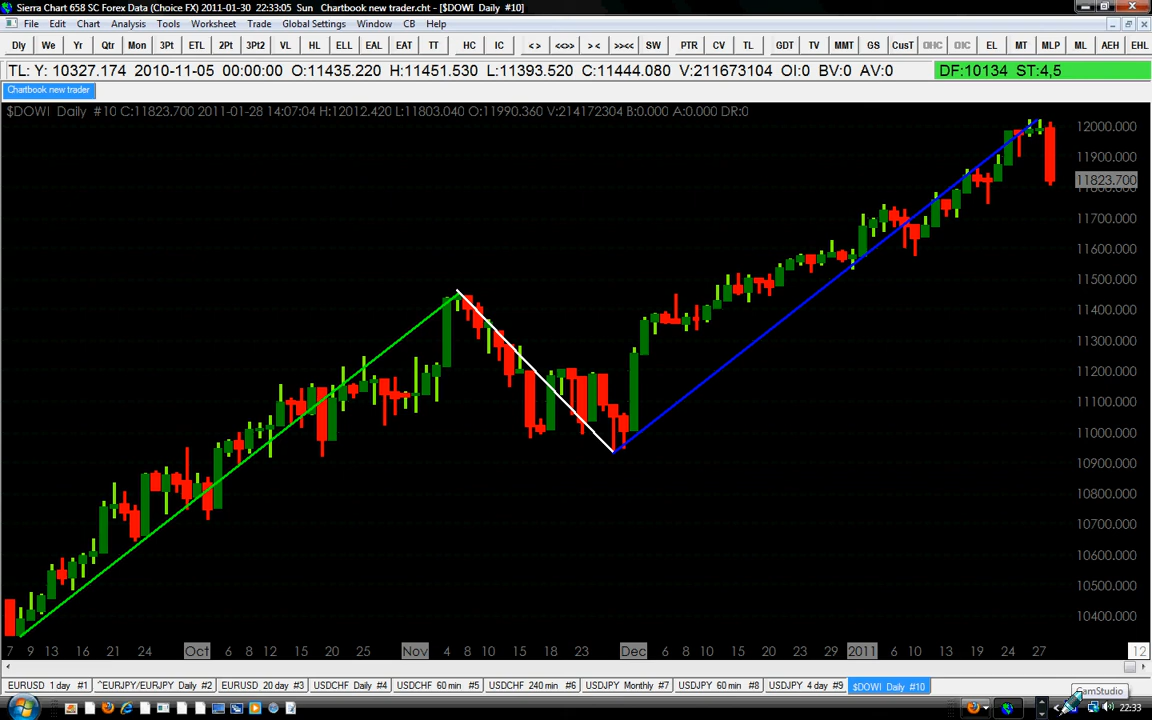 Sierra Chart 658 SC Forex Data (Choice FX) 2011-01-30 22:33:05 Sun Chartbook new trader.cht - [$DOWI Daily #10]
File Edit Chart Analysis Tools Worksheet Trade Global Settings Window CB Help
Dly We Yr Qtr Mon 3Pt ETL 2Pt 3Pt2 VL HL ELL EAL EAT TT HC IC <> <<>> >< >><< SW PTR CV TL GDT TV MMT GS CusT OHC OIC EL MT MLP ML AEH EHL
TL: Y: 10327.174 2010-11-05 00:00:00 O:11435.220 H:11451.530 L:11393.520 C:11444.080 V:211673104 OI:0 BV:0 AV:0 DF:10134 ST:4,5
Chartbook new trader
$DOWI Daily #10 C:11823.700 2011-01-28 14:07:04 H:12012.420 L:11803.040 O:11990.360 V:214172304 B:0.000 A:0.000 DR:0
12000.000
11900.000
11823.700
11800.000
11700.000
11600.000
11500.000
11400.000
11300.000
11200.000
11100.000
11000.000
10900.000
10800.000
10700.000
10600.000
10500.000
10400.000
7 9 13 16 21 24 Oct 6 8 12 15 20 25 Nov 4 8 10 15 18 23 Dec 6 8 10 15 20 23 29 2011 6 10 13 19 24 27 12
EURUSD 1 day #1 ^EURJPY/EURJPY Daily #2 EURUSD 20 day #3 USDCHF Daily #4 USDCHF 60 min #5 USDCHF 240 min #6 USDJPY Monthly #7 USDJPY 60 min #8 USDJPY 4 day #9 $DOWI Daily #10
CamStudio
22:33